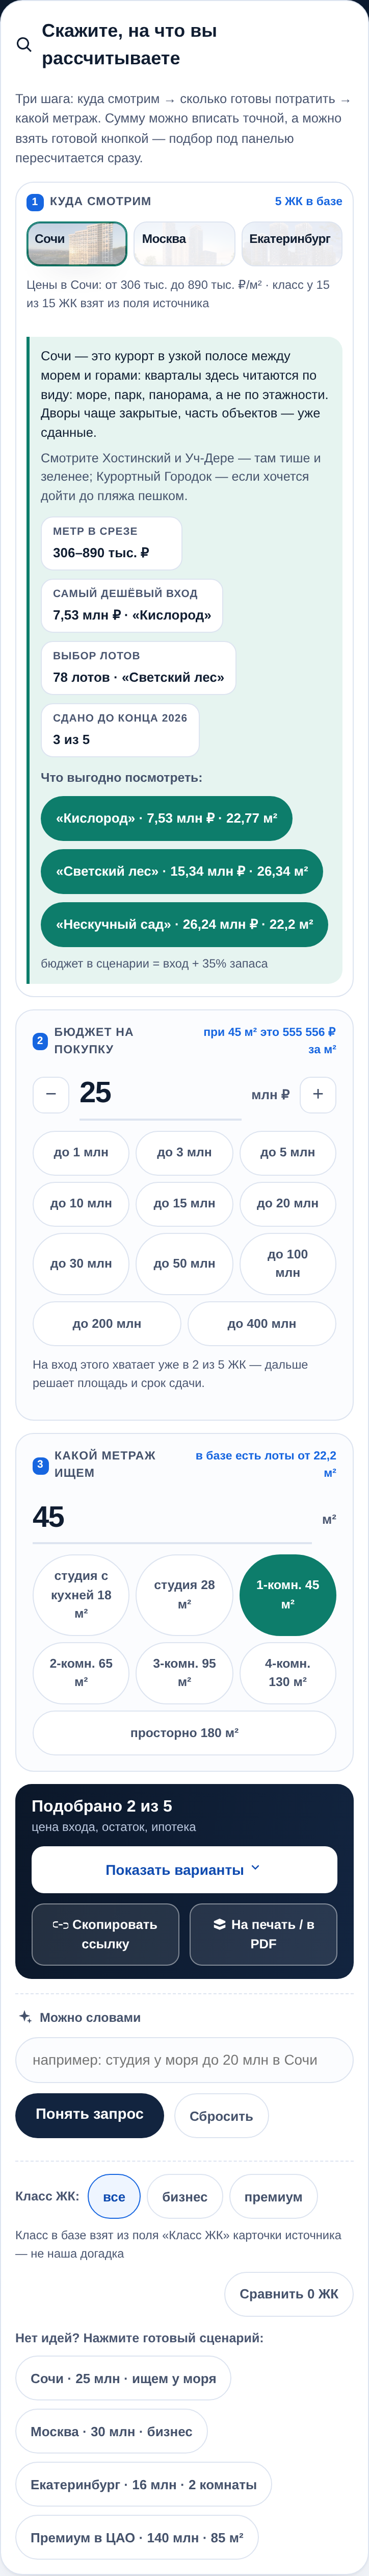 Скажите, на что вы
рассчитываете
Три шага: куда смотрим → сколько готовы потратить →
какой метраж. Сумму можно вписать точной, а можно
взять готовой кнопкой — подбор под панелью
пересчитается сразу.
1 КУДА СМОТРИМ 5 ЖК в базе
Сочи Москва Екатеринбург
Цены в Сочи: от 306 тыс. до 890 тыс. ₽/м² · класс у 15
из 15 ЖК взят из поля источника
Сочи — это курорт в узкой полосе между
морем и горами: кварталы здесь читаются по
виду: море, парк, панорама, а не по этажности.
Дворы чаще закрытые, часть объектов — уже
сданные.
Смотрите Хостинский и Уч-Дере — там тише и
зеленее; Курортный Городок — если хочется
дойти до пляжа пешком.
МЕТР В СРЕЗЕ
306–890 тыс. ₽
САМЫЙ ДЕШЁВЫЙ ВХОД
7,53 млн ₽ · «Кислород»
ВЫБОР ЛОТОВ
78 лотов · «Светский лес»
СДАНО ДО КОНЦА 2026
3 из 5
Что выгодно посмотреть:
«Кислород» · 7,53 млн ₽ · 22,77 м²
«Светский лес» · 15,34 млн ₽ · 26,34 м²
«Нескучный сад» · 26,24 млн ₽ · 22,2 м²
бюджет в сценарии = вход + 35% запаса
2 БЮДЖЕТ НА
ПОКУПКУ
при 45 м² это 555 556 ₽
за м²
− 25 млн ₽ +
до 1 млн до 3 млн до 5 млн
до 10 млн до 15 млн до 20 млн
до 30 млн до 50 млн до 100
млн
до 200 млн до 400 млн
На вход этого хватает уже в 2 из 5 ЖК — дальше
решает площадь и срок сдачи.
3 КАКОЙ МЕТРАЖ
ИЩЕМ
в базе есть лоты от 22,2
м²
45 м²
студия с
кухней 18
м²
студия 28
м²
1-комн. 45
м²
2-комн. 65
м²
3-комн. 95
м²
4-комн.
130 м²
просторно 180 м²
Подобрано 2 из 5
цена входа, остаток, ипотека
Показать варианты
Скопировать
ссылку
На печать / в
PDF
Можно словами
например: студия у моря до 20 млн в Сочи
Понять запрос Сбросить
Класс ЖК: все бизнес премиум
Класс в базе взят из поля «Класс ЖК» карточки источника
— не наша догадка
Сравнить 0 ЖК
Нет идей? Нажмите готовый сценарий:
Сочи · 25 млн · ищем у моря
Москва · 30 млн · бизнес
Екатеринбург · 16 млн · 2 комнаты
Премиум в ЦАО · 140 млн · 85 м²